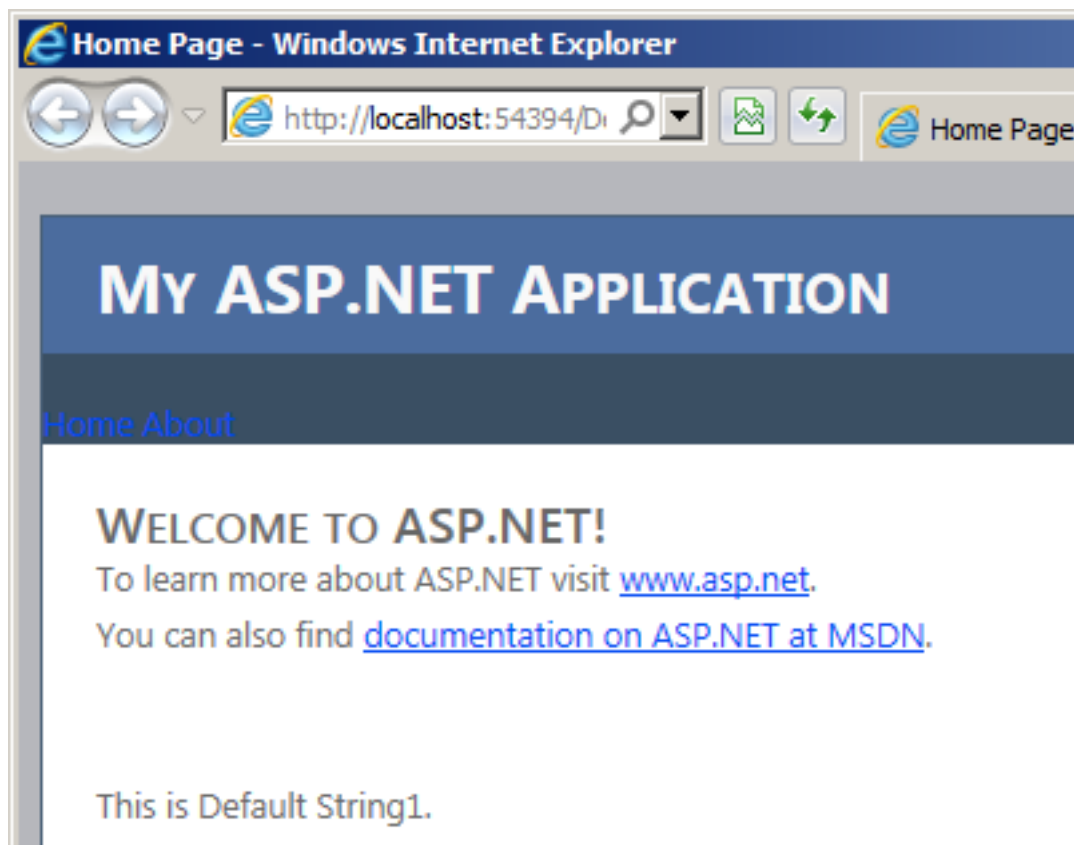 Home Page - Windows Internet Explorer
http://localhost:54394/D
Home Page
MY ASP.NET APPLICATION
Home About
WELCOME TO ASP.NET!
To learn more about ASP.NET visit www.asp.net.
You can also find documentation on ASP.NET at MSDN.
This is Default String1.